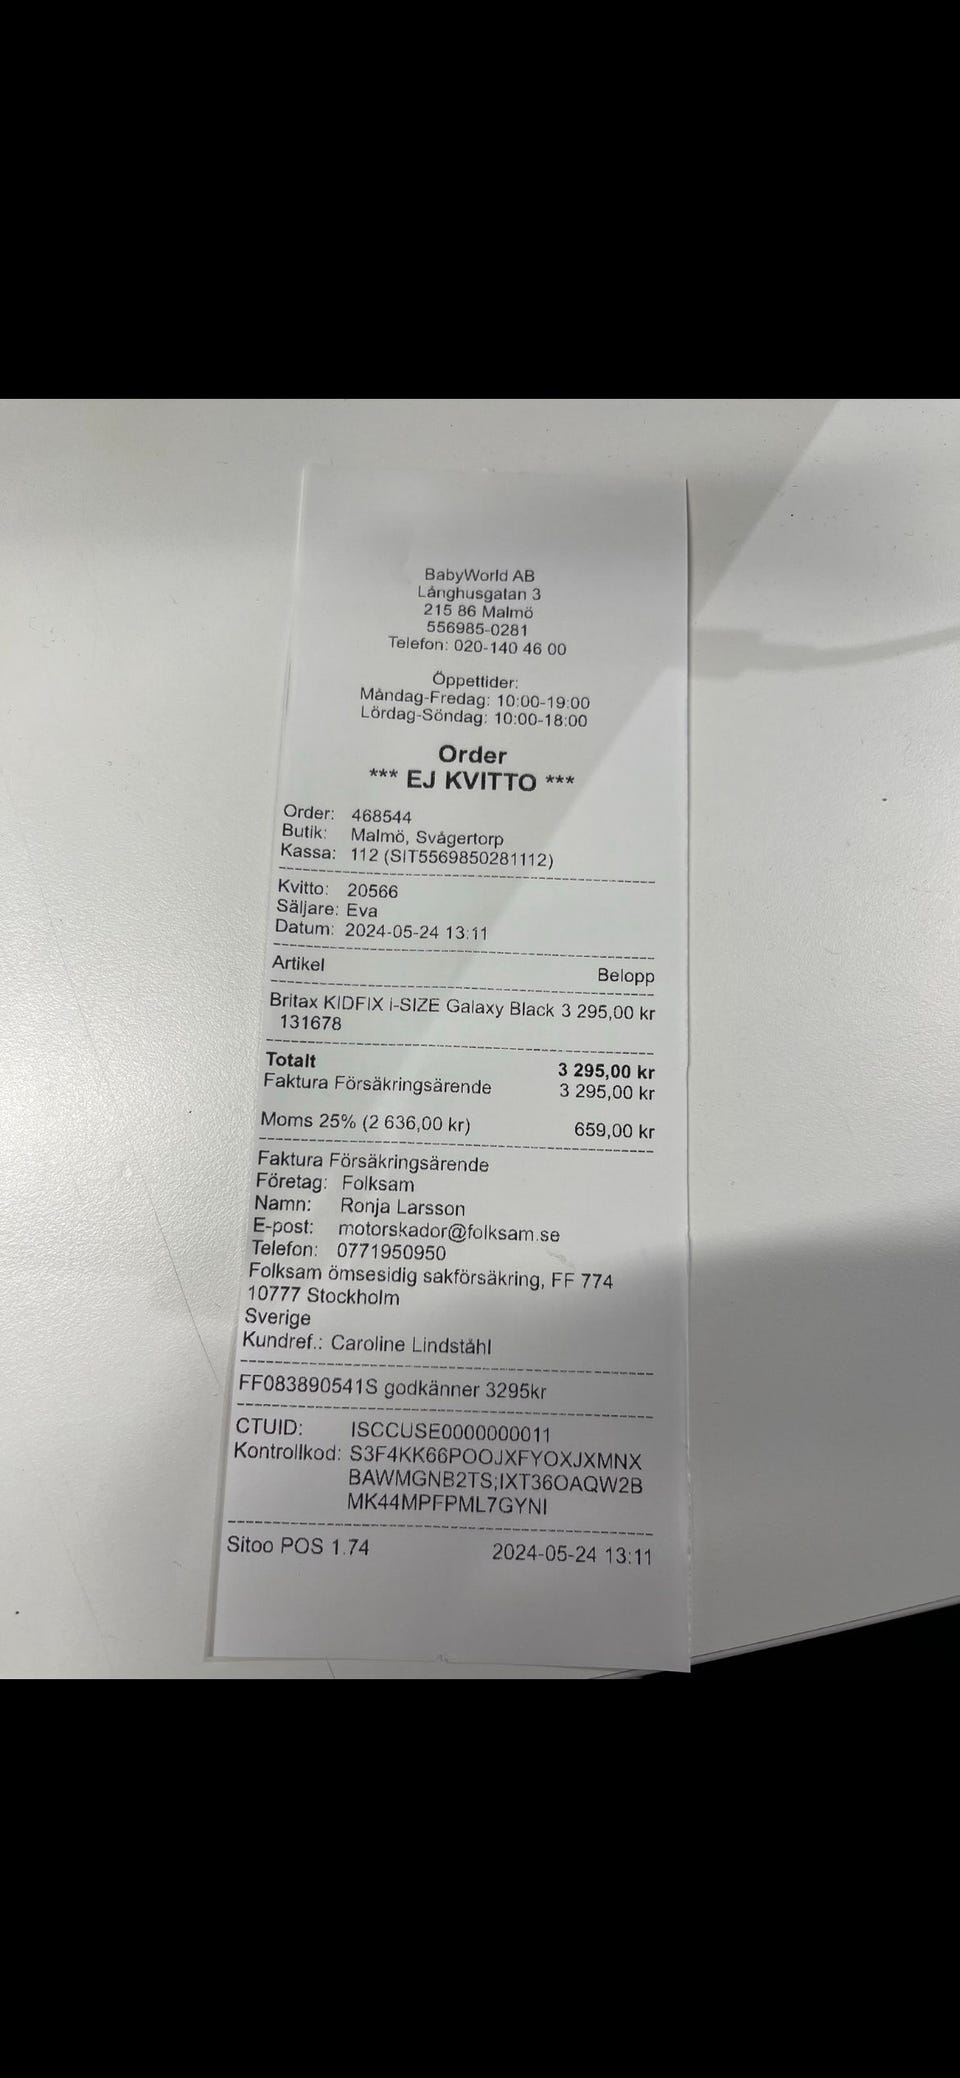 BabyWorld AB
Långhusgatan 3
215 86 Malmö
556985-0281
Telefon: 020-140 46 00
Öppettider:
Måndag-Fredag: 10:00-19:00
Lördag-Söndag: 10:00-18:00
Order
*** EJ KVITTO ***
Order: 468544
Butik: Malmö, Svågertorp
Kassa: 112 (SIT5569850281112)
Kvitto: 20566
Säljare: Eva
Datum: 2024-05-24 13:11
Artikel Belopp
Britax KIDFIX i-SIZE Galaxy Black 3 295,00 kr
131678
Totalt 3 295,00 kr
Faktura Försäkringsärende 3 295,00 kr
Moms 25% (2 636,00 kr) 659,00 kr
Faktura Försäkringsärende
Företag: Folksam
Namn: Ronja Larsson
E-post: motorskador@folksam.se
Telefon: 0771950950
Folksam ömsesidig sakförsäkring, FF 774
10777 Stockholm
Sverige
Kundref.: Caroline Lindståhl
FF083890541S godkänner 3295kr
CTUID: ISCCUSE0000000011
Kontrollkod: S3F4KK66POOJXFYOXJXMNX
BAWMGNB2TS;IXT36OAQW2B
MK44MPFPML7GYNI
Sitoo POS 1.74 2024-05-24 13:11